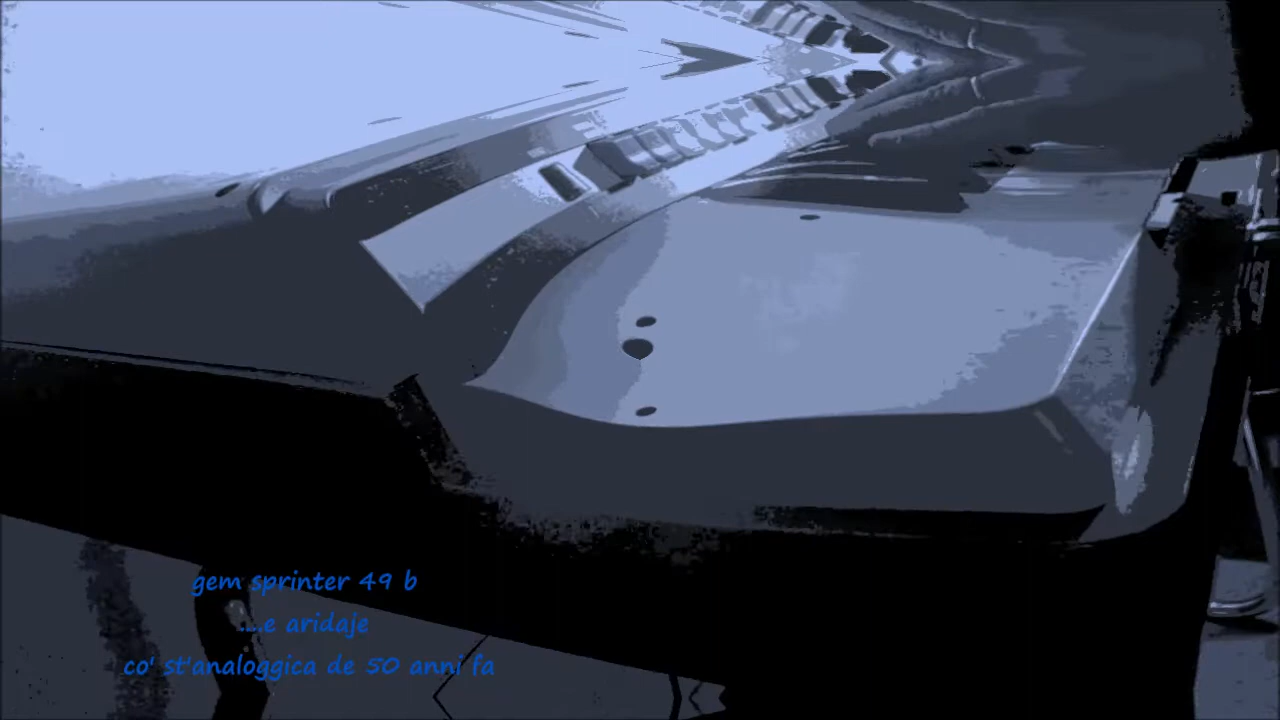 gem sprinter 49 b
....e aridaje
co' st'analoggica de 50 anni fa